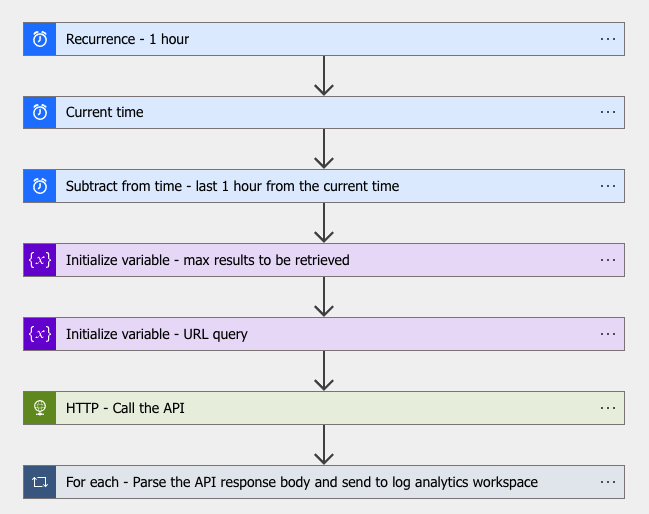 Recurrence - 1 hour
Current time
Subtract from time - last 1 hour from the current time
{x} Initialize variable - max results to be retrieved
{x} Initialize variable - URL query
HTTP - Call the API
For each - Parse the API response body and send to log analytics workspace